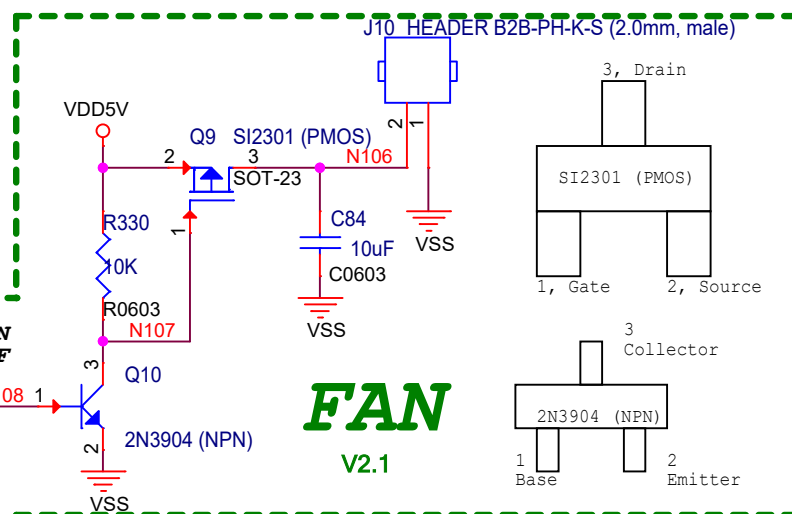 J10 HEADER B2B-PH-K-S (2.0mm, male)
3, Drain
VDD5V
Q9 SI2301 (PMOS)
2 3
N106
2 1
SOT-23
SI2301 (PMOS)
R330
10K
R0603
1
C84
10uF
C0603
VSS
VSS
1, Gate
2, Source
N107
N
F
3
Q10
08 1
2
2N3904 (NPN)
VSS
FAN
V2.1
3
Collector
2N3904 (NPN)
1
Base
2
Emitter